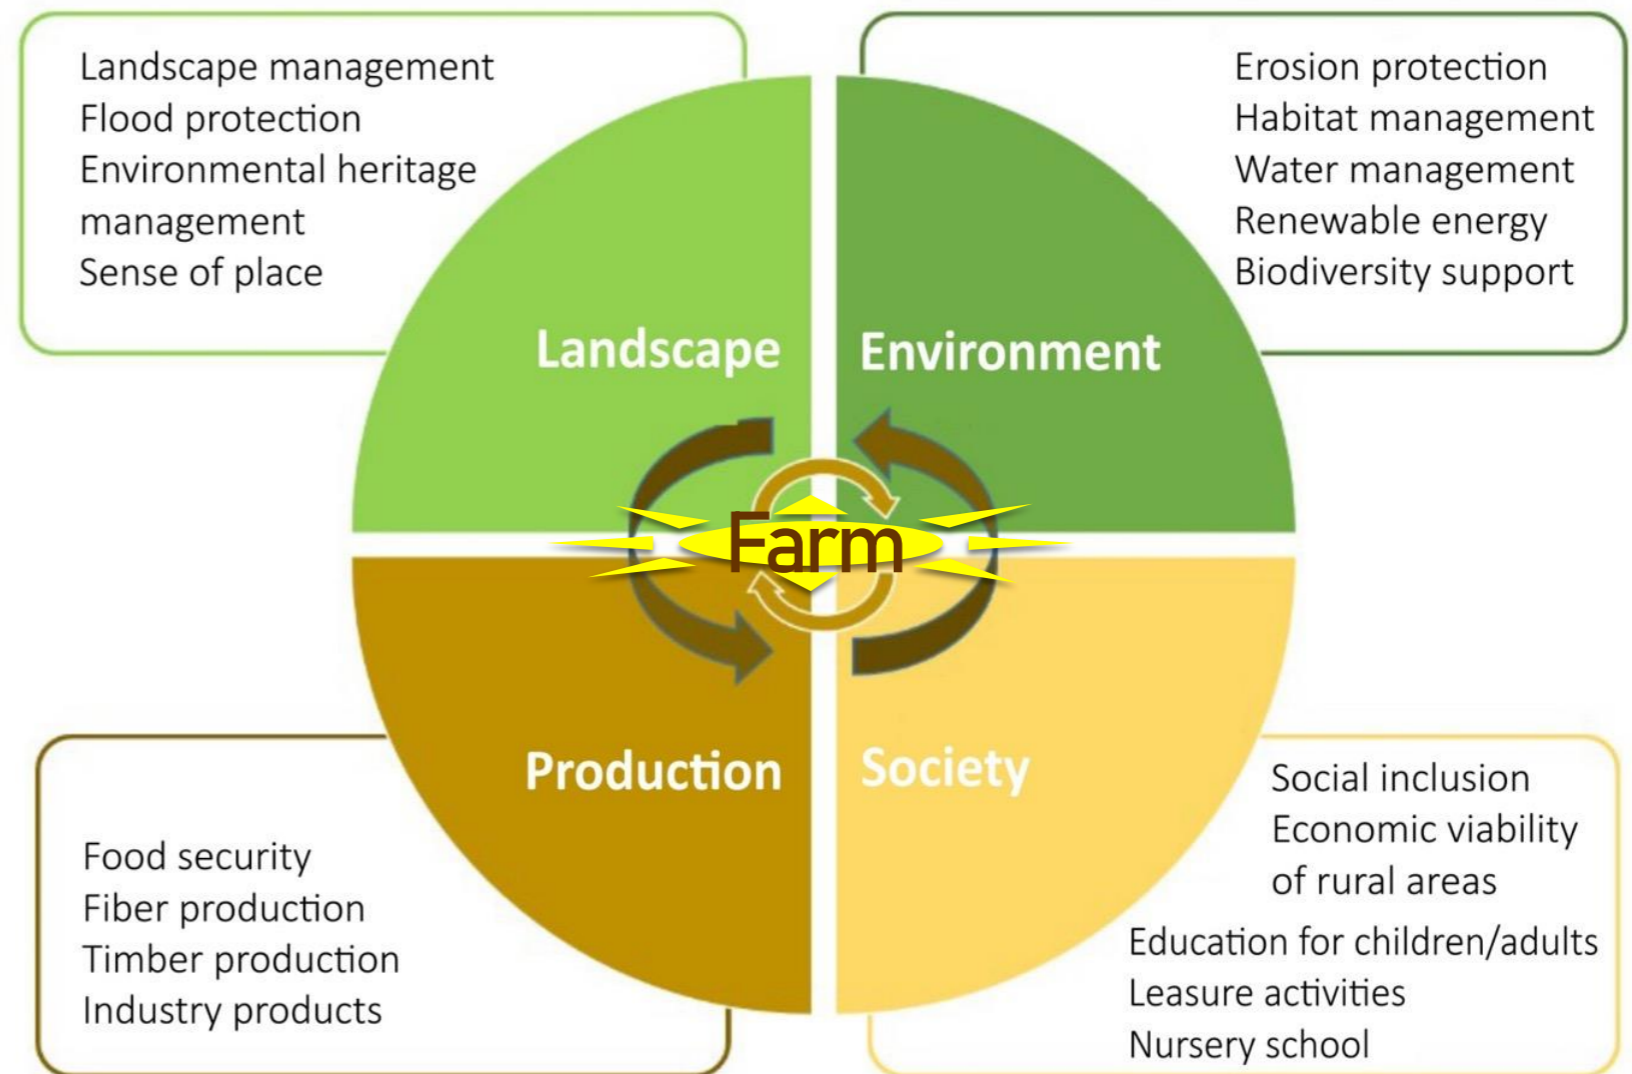 Landscape management
Flood protection
Environmental heritage
management
Sense of place
Erosion protection
Habitat management
Water management
Renewable energy
Biodiversity support
Landscape
Environment
Farm
Production
Society
Food security
Fiber production
Timber production
Industry products
Social inclusion
Economic viability
of rural areas
Education for children/adults
Leasure activities
Nursery school